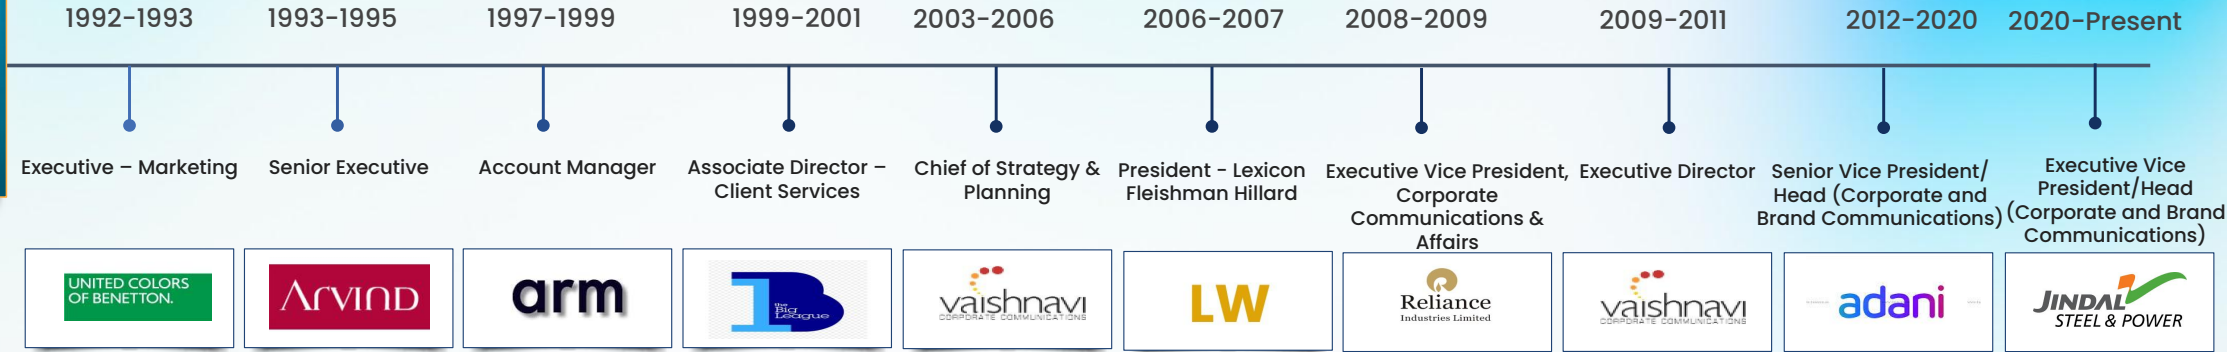 1992-1993
1993-1995
1997-1999
1999-2001
2003-2006
2006-2007
2008-2009
2009-2011
2012-2020
2020-Present
Executive – Marketing
Senior Executive
Account Manager
Associate Director –
Client Services
Chief of Strategy &
Planning
President - Lexicon
Fleishman Hillard
Executive Vice President,
Corporate
Communications &
Affairs
Executive Director
Senior Vice President/
Head (Corporate and
Brand Communications)
Executive Vice
President/Head
(Corporate and Brand
Communications)
UNITED COLORS
OF BENETTON.
ARVIND
arm
the
Big
League
vaishnavi
CORPORATE COMMUNICATIONS
LW
Reliance
Industries Limited
vaishnavi
CORPORATE COMMUNICATIONS
adani
JINDAL
STEEL & POWER